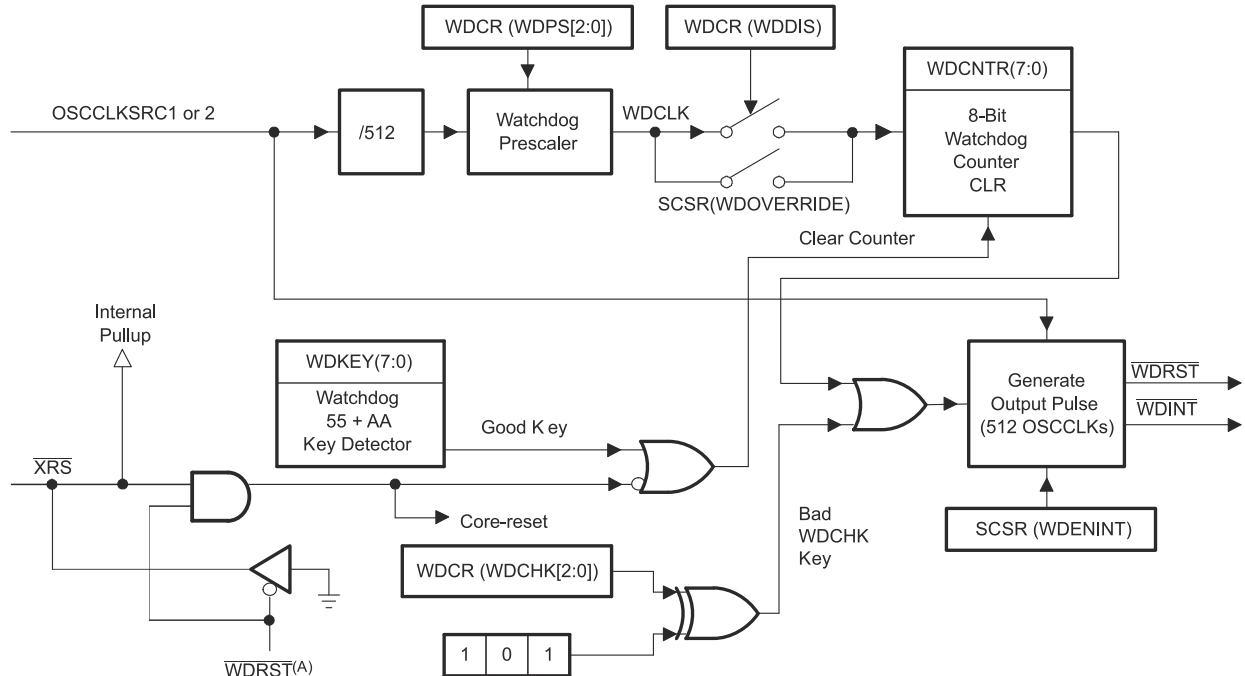 WDCR (WDPS[2:0])
WDCR (WDDIS)
WDCNTR(7:0)
OSCCLKSRC1 or 2
/512
Watchdog
Prescaler
WDCLK
8-Bit
Watchdog
Counter
CLR
SCSR(WDOVERRIDE)
Clear Counter
Internal
Pullup
WDKEY(7:0)
Watchdog
55 + AA
Key Detector
Good Key
Generate
Output Pulse
(512 OSCCLKs)
WDRST
WDINT
XRS
Core-reset
Bad
WDCHK
Key
SCSR (WDENINT)
WDCR (WDCHK[2:0])
1 0 1
WDRST(A)